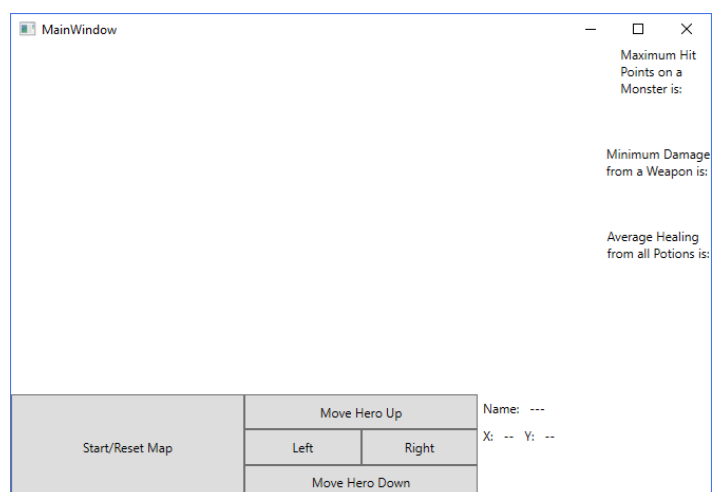 MainWindow
Maximum Hit
Points on a
Monster is:
Minimum Damage
from a Weapon is:
Average Healing
from all Potions is:
Start/Reset Map
Move Hero Up
Left
Right
Move Hero Down
Name: ---
X: -- Y: --